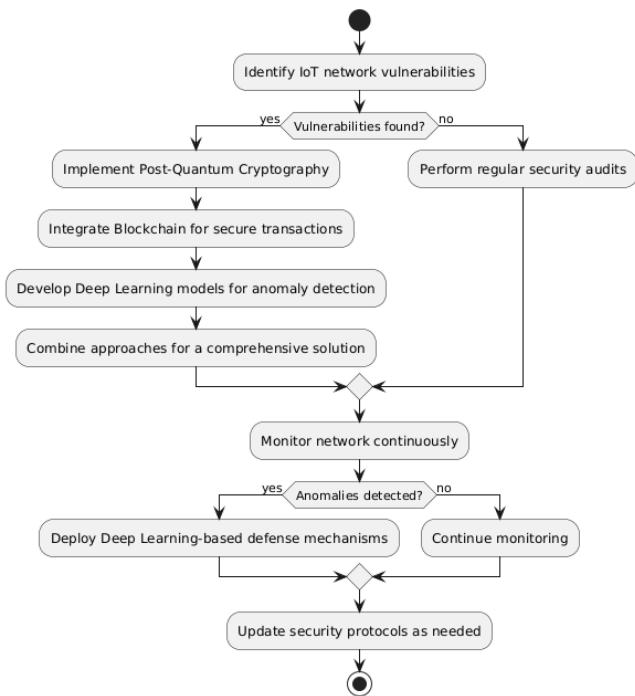 Identify IoT network vulnerabilities
yes
Vulnerabilities found?
no
Implement Post-Quantum Cryptography
Perform regular security audits
Integrate Blockchain for secure transactions
Develop Deep Learning models for anomaly detection
Combine approaches for a comprehensive solution
Monitor network continuously
yes
Anomalies detected?
no
Deploy Deep Learning-based defense mechanisms
Continue monitoring
Update security protocols as needed